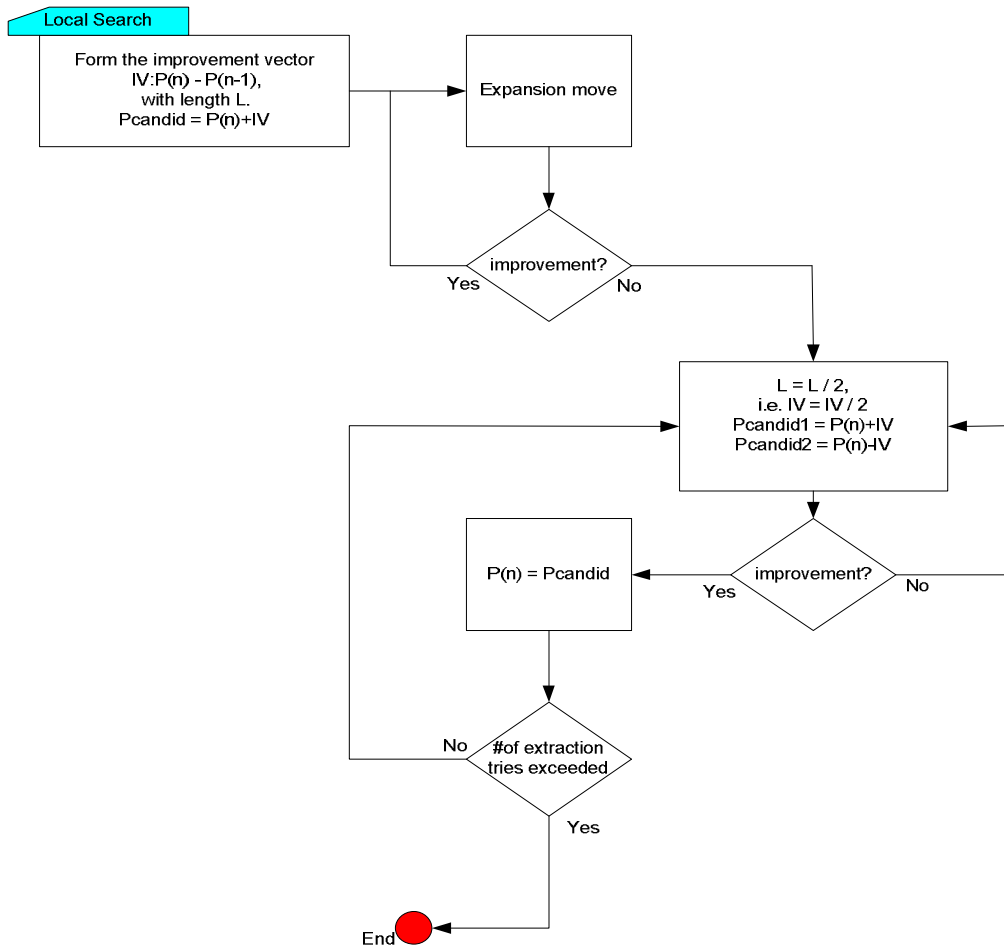 Local Search
Form the improvement vector
IV:P(n) - P(n-1),
with length L.
Pcandid = P(n)+IV
Expansion move
improvement?
Yes
No
L = L / 2,
i.e. IV = IV / 2
Pcandid1 = P(n)+IV
Pcandid2 = P(n)-IV
P(n) = Pcandid
improvement?
Yes
No
No
#of extraction
tries exceeded
Yes
End